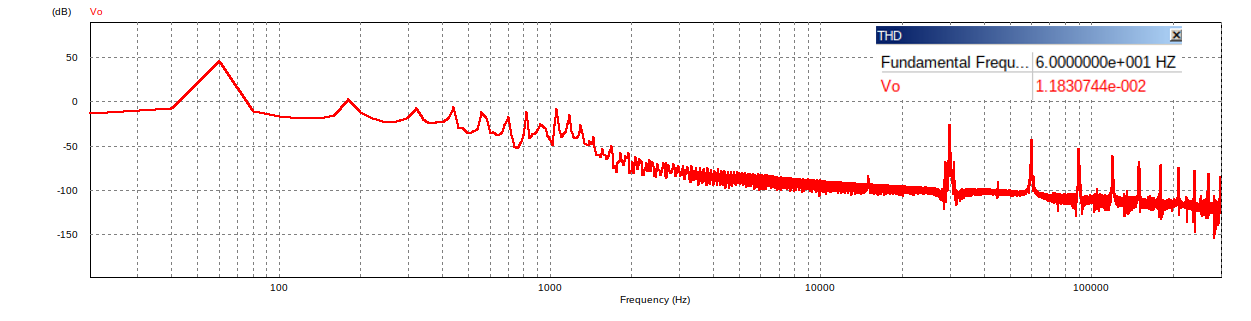 (dB) Vo
THD
Fundamental Frequ... 6.0000000e+001 HZ
Vo 1.1830744e-002
50
0
-50
-100
-150
100 1000 10000 100000
Frequency (Hz)